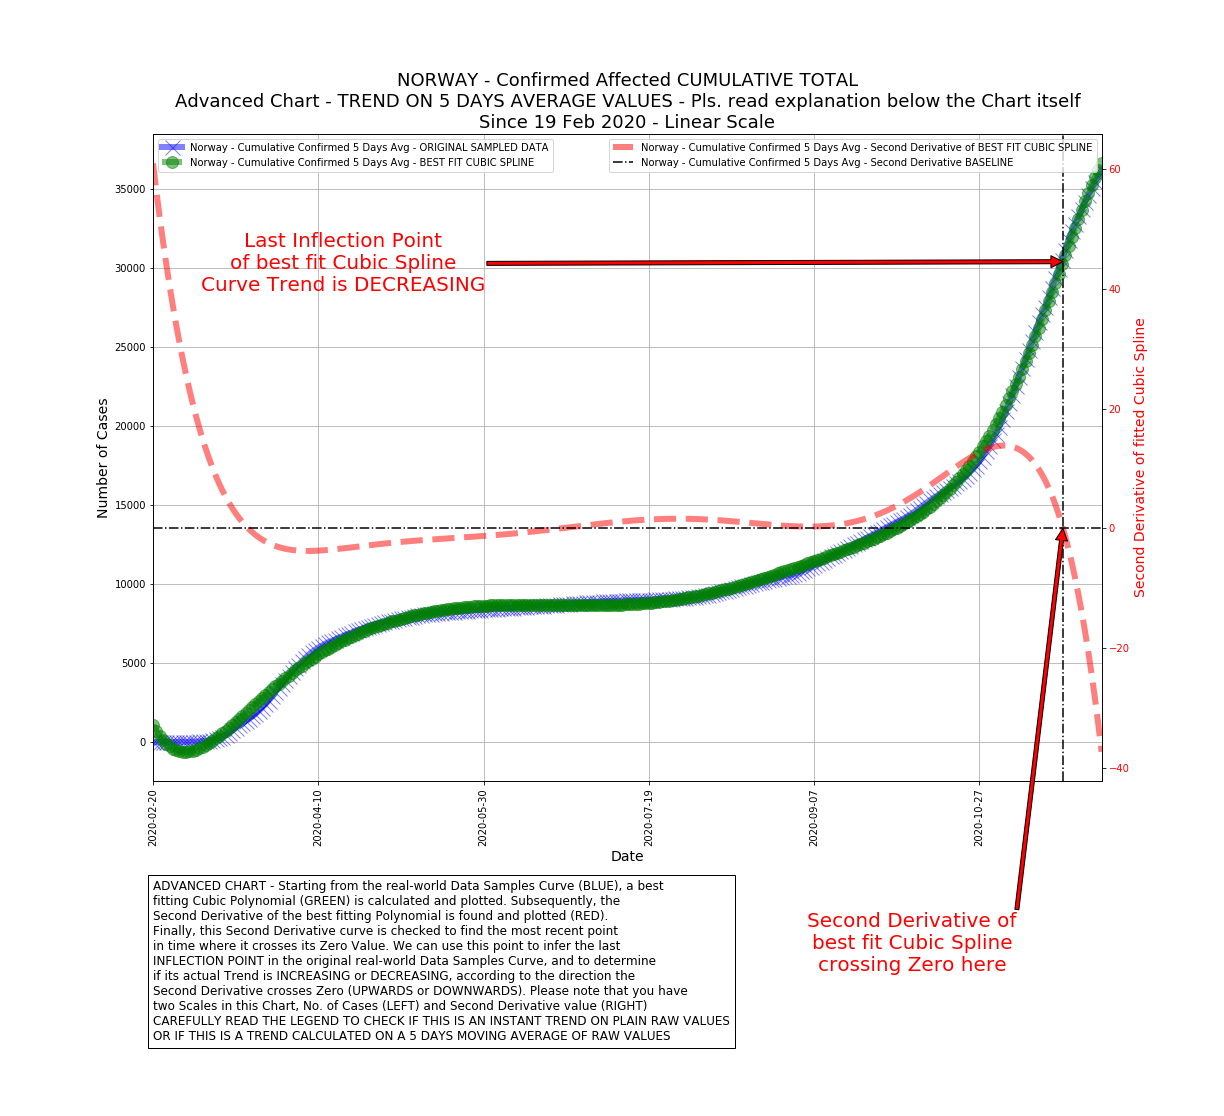 NORWAY - Confirmed Affected CUMULATIVE TOTAL
Advanced Chart - TREND ON 5 DAYS AVERAGE VALUES - Pls. read explanation below the Chart itself
Since 19 Feb 2020 - Linear Scale
Norway - Cumulative Confirmed 5 Days Avg - ORIGINAL SAMPLED DATA
Norway - Cumulative Confirmed 5 Days Avg - BEST FIT CUBIC SPLINE
Norway - Cumulative Confirmed 5 Days Avg - Second Derivative of BEST FIT CUBIC SPLINE
Norway - Cumulative Confirmed 5 Days Avg - Second Derivative BASELINE
Last Inflection Point
of best fit Cubic Spline
Curve Trend is DECREASING
Number of Cases
35000
30000
25000
20000
15000
10000
5000
0
60
40
20
0
−20
−40
Second Derivative of fitted Cubic Spline
2020-02-20
2020-04-10
2020-05-30
2020-07-19
2020-09-07
2020-10-27
Date
ADVANCED CHART - Starting from the real-world Data Samples Curve (BLUE), a best
fitting Cubic Polynomial (GREEN) is calculated and plotted. Subsequently, the
Second Derivative of the best fitting Polynomial is found and plotted (RED).
Finally, this Second Derivative curve is checked to find the most recent point
in time where it crosses its Zero Value. We can use this point to infer the last
INFLECTION POINT in the original real-world Data Samples Curve, and to determine
if its actual Trend is INCREASING or DECREASING, according to the direction the
Second Derivative crosses Zero (UPWARDS or DOWNWARDS). Please note that you have
two Scales in this Chart, No. of Cases (LEFT) and Second Derivative value (RIGHT)
CAREFULLY READ THE LEGEND TO CHECK IF THIS IS AN INSTANT TREND ON PLAIN RAW VALUES
OR IF THIS IS A TREND CALCULATED ON A 5 DAYS MOVING AVERAGE OF RAW VALUES
Second Derivative of
best fit Cubic Spline
crossing Zero here